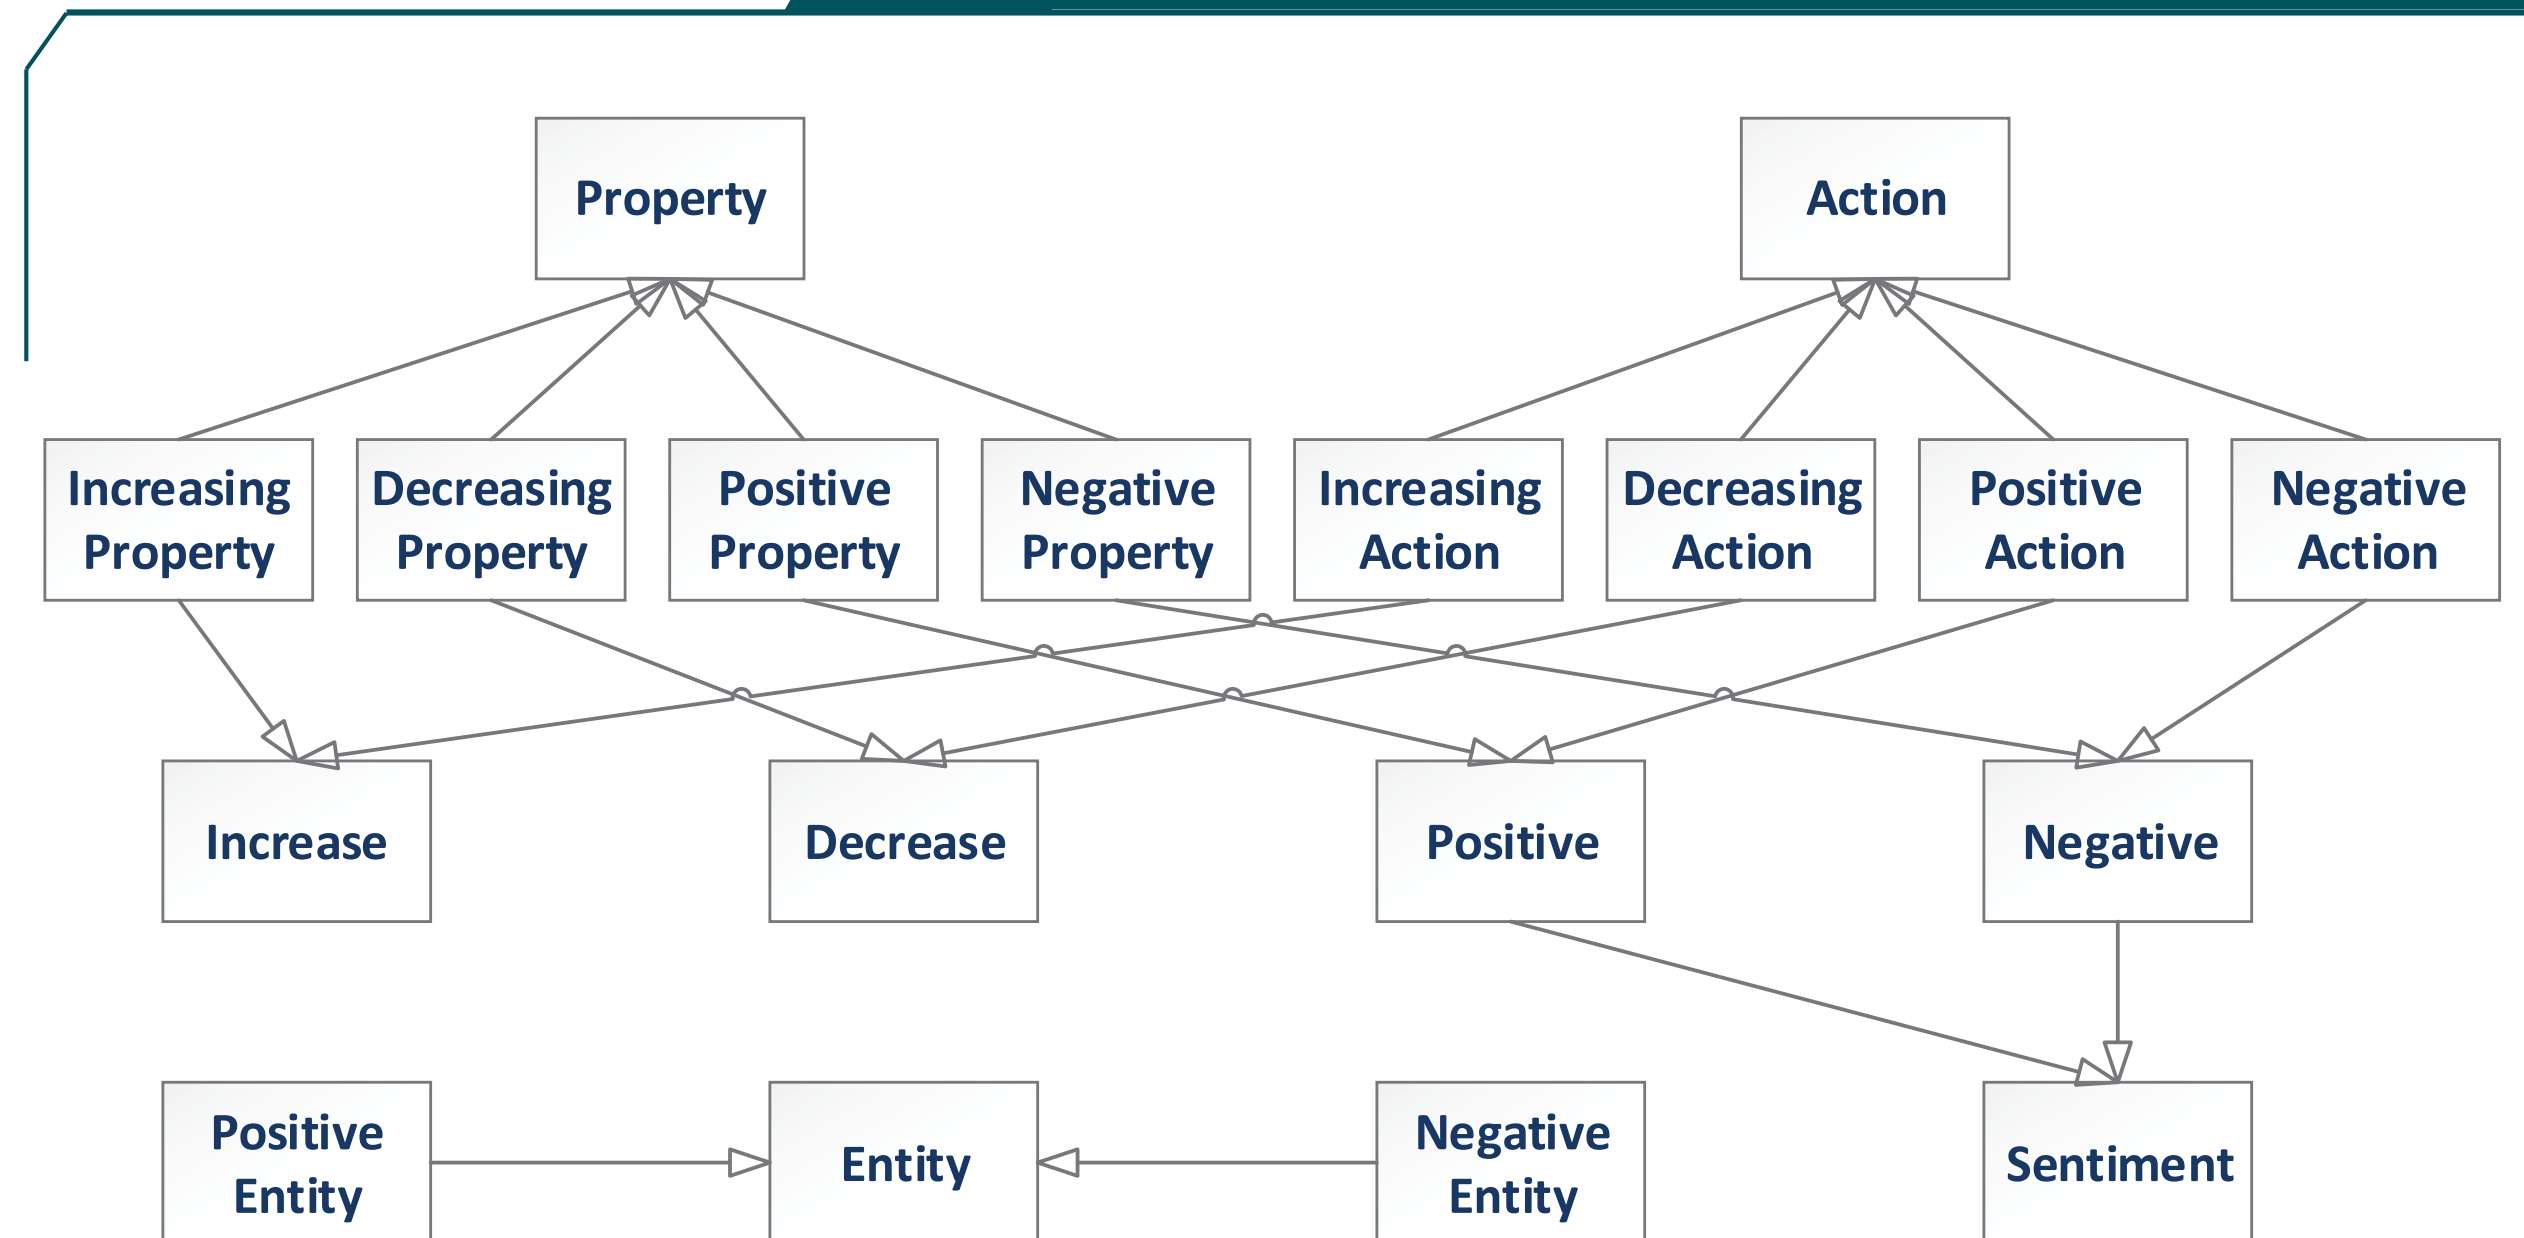 Property
Action
Increasing
Property
Decreasing
Property
Positive
Property
Negative
Property
Increasing
Action
Decreasing
Action
Positive
Action
Negative
Action
Increase
Decrease
Positive
Negative
Positive
Entity
Entity
Negative
Entity
Sentiment